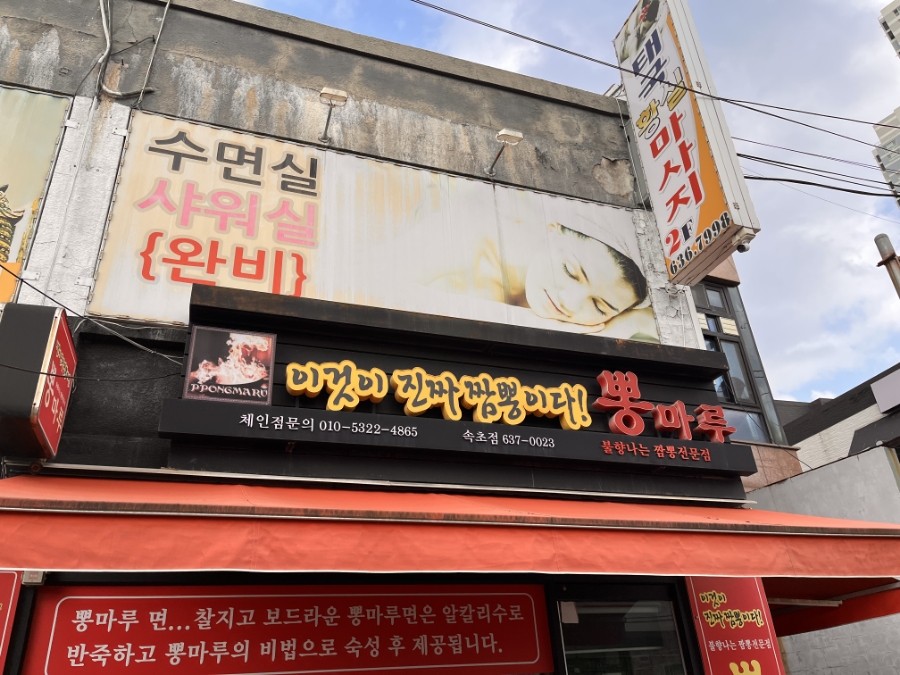 수면실
샤워실
{완비}
태국황실마사지
2F
636.7998
PPONGMARU
이것이 진짜 짬뽕이다! 뽕마루
체인점문의 010-5322-4865 속초점 637-0023 불향나는 짬뽕전문점
뽕마루 면...찰지고 보드라운 뽕마루면은 알칼리수로
반죽하고 뽕마루의 비법으로 숙성 후 제공됩니다.
이것이
진짜 짬뽕이다!
불향나는 짬뽕전문점
뽕